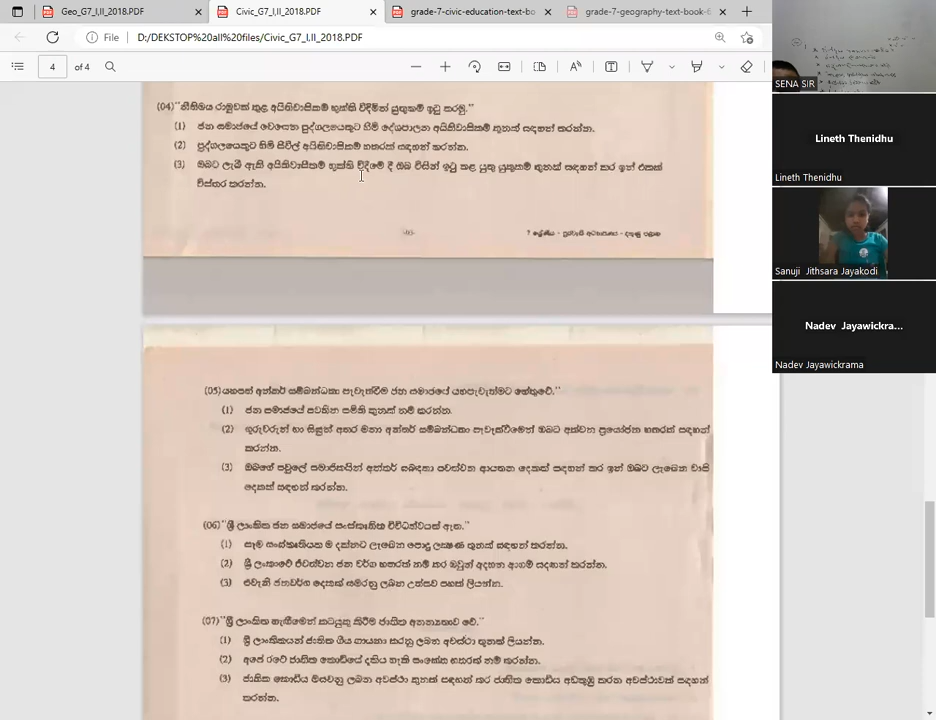 Geo_G7_I,II_2018.PDF
Civic_G7_I,II_2018.PDF
grade-7-civic-education-text-bo
grade-7-geography-text-book-6
File
D:/DEKSTOP%20all%20files/Civic_G7_I,II_2018.PDF
4 of 4
(04) "නීතිමය රාමුවක් තුළ අයිතිවාසිකම් භුක්ති විඳිමින් යුතුකම් ඉටු කරමු."
(1) ජන සමාජයේ වෙසෙන පුද්ගලයෙකුට හිමි දේශපාලන අයිතිවාසිකම් තුනක් සඳහන් කරන්න.
(2) පුද්ගලයෙකුට හිමි සිවිල් අයිතිවාසිකම් හතරක් සඳහන් කරන්න.
(3) ඔබට ලැබී ඇති අයිතිවාසිකම් භුක්ති විඳීමේ දී ඔබ විසින් ඉටු කළ යුතු යුතුකම් තුනක් සඳහන් කර ඉන් එකක්
විස්තර කරන්න.
7 ශ්‍රේණිය - පුරවැසි අධ්‍යාපනය - දකුණු පළාත
(05) යහපත් අන්තර් සම්බන්ධතා පැවැත්වීම ජන සමාජයේ යහපැවැත්මට හේතුවේ."
(1) ජන සමාජයේ පවතින සමිති තුනක් නම් කරන්න.
(2) ගුරුවරුන් හා සිසුන් අතර මනා අන්තර් සම්බන්ධතා පැවැත්වීමෙන් ඔබට අත්වන ප්‍රයෝජන හතරක් සඳහන්
කරන්න.
(3) ඔබගේ පවුලේ සමාජිකයින් අන්තර් සබඳතා පවත්වන ආයතන දෙකක් සඳහන් කර ඉන් ඔබට ලැබෙන වාසි
දෙකක් සඳහන් කරන්න.
(06) "ශ්‍රී ලාංකික ජන සමාජයේ සංස්කෘතික විවිධත්වයක් ඇත."
(1) සෑම සංස්කෘතියක ම දක්නට ලැබෙන පොදු ලක්ෂණ තුනක් සඳහන් කරන්න.
(2) ශ්‍රී ලංකාවේ ජීවත්වන ජන වර්ග හතරක් නම් කර ඔවුන් අදහන ආගම් සඳහන් කරන්න.
(3) එවැනි ජනවර්ග දෙකක් සමරනු ලබන උත්සව පහක් ලියන්න.
(07) "ශ්‍රී ලාංකික හැඟීමෙන් කටයුතු කිරීම ජාතික අනන්‍යතාව වේ."
(1) ශ්‍රී ලාංකිකයන් ජාතික ගීය ගායනා කරනු ලබන අවස්ථා තුනක් ලියන්න.
(2) අපේ රටේ ජාතික කොඩියේ දකිය හැකි සංකේත හතරක් නම් කරන්න.
(3) ජාතික කොඩිය ඔසවනු ලබන අවස්ථා තුනක් සඳහන් කර ජාතික කොඩිය අඩකුඹු කරන අවස්ථාවක් සඳහන්
කරන්න.
SENA SIR
Lineth Thenidhu
Lineth Thenidhu
Sanuji Jithsara Jayakodi
Nadev Jayawickra...
Nadev Jayawickrama